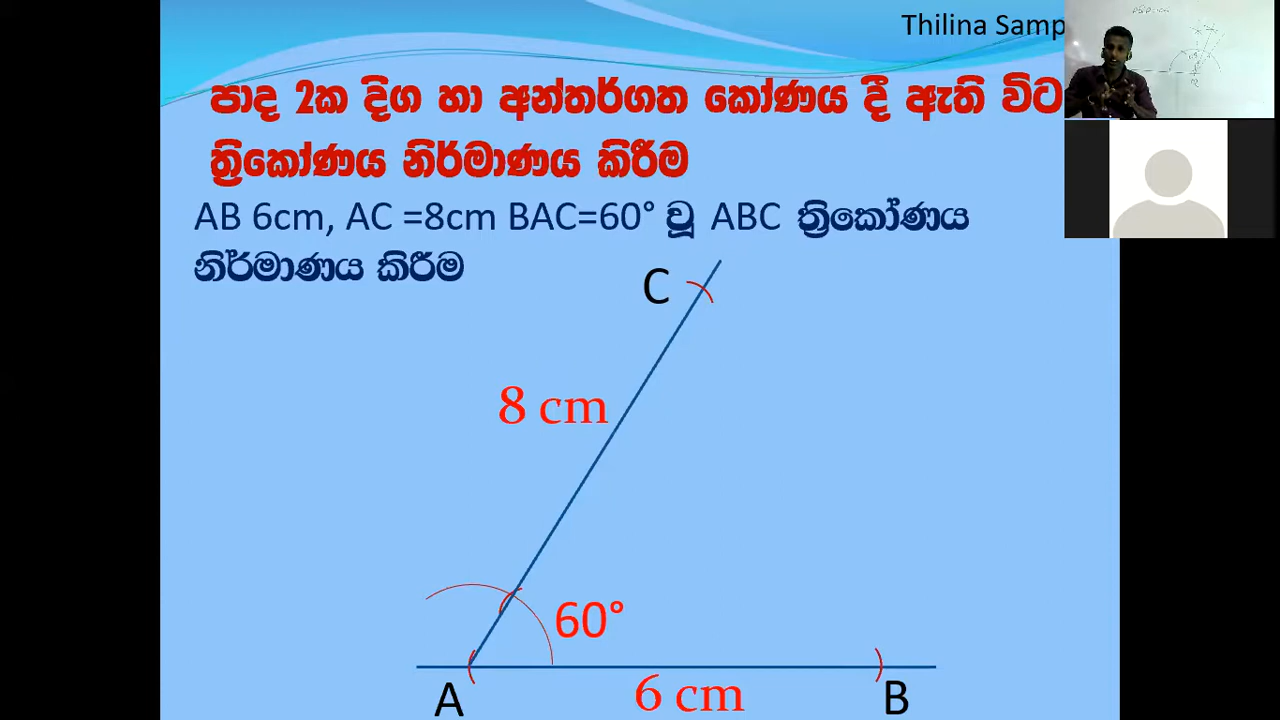 Thilina Samp
පාද 2ක දිග හා අන්තර්ගත කෝණය දී ඇති විට
ත්‍රිකෝණය නිර්මාණය කිරීම
AB 6cm, AC =8cm BAC=60° වූ ABC ත්‍රිකෝණය
නිර්මාණය කිරීම
C
8 cm
60°
A
6 cm
B